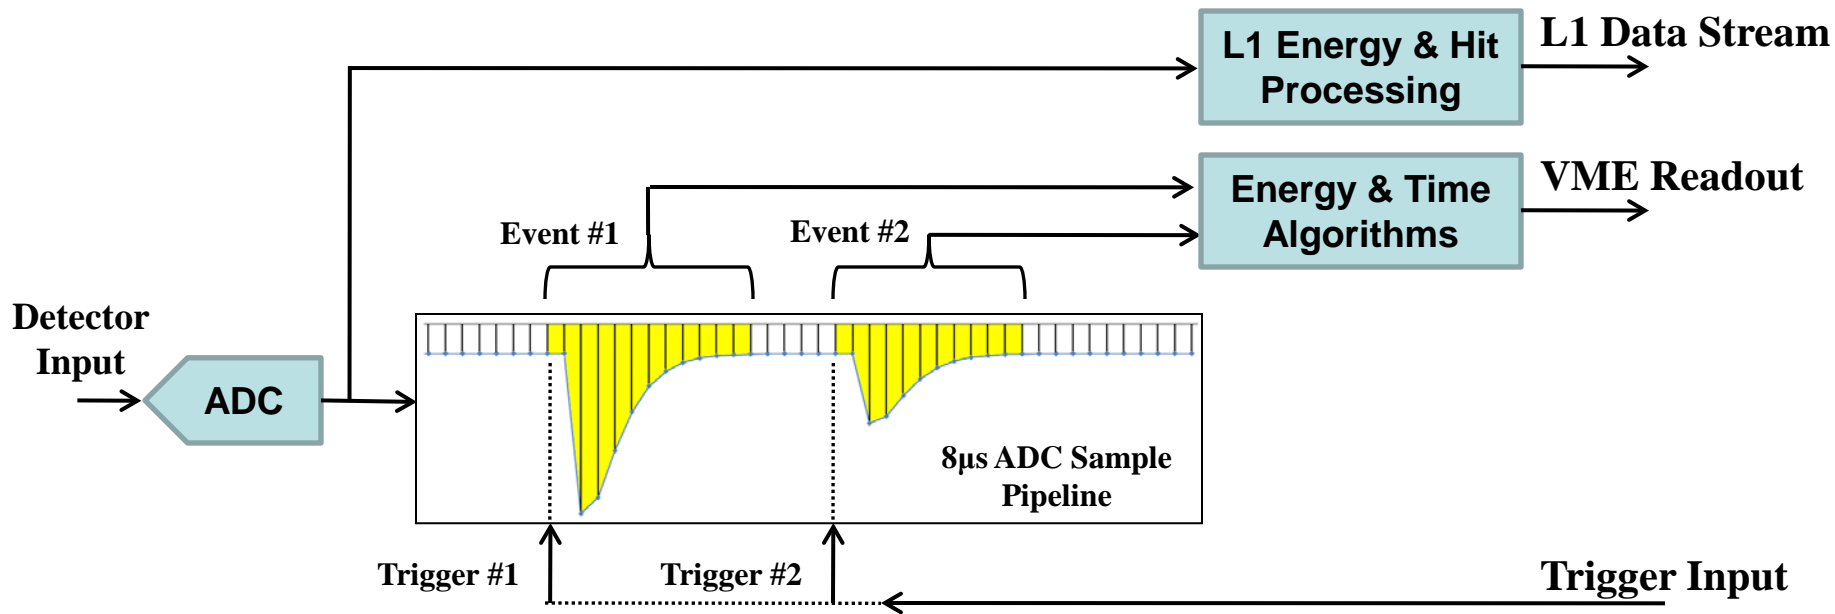 L1 Energy & Hit
Processing
L1 Data Stream
Energy & Time
Algorithms
VME Readout
Event #1
Event #2
Detector
Input
ADC
8μs ADC Sample
Pipeline
Trigger #1
Trigger #2
Trigger Input